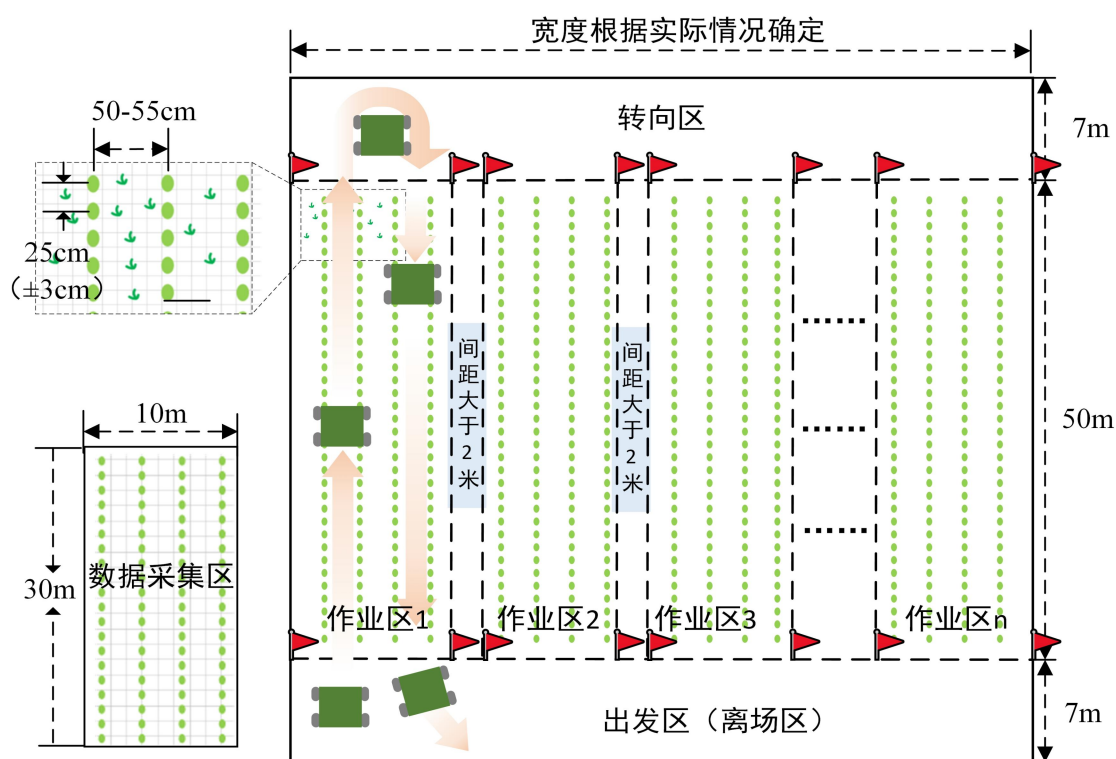 宽度根据实际情况确定
50-55cm
转向区
7m
25cm
（±3cm）
间距大于2米
间距大于2米
50m
10m
30m
数据采集区
作业区1
作业区2
作业区3
作业区n
出发区（离场区）
7m